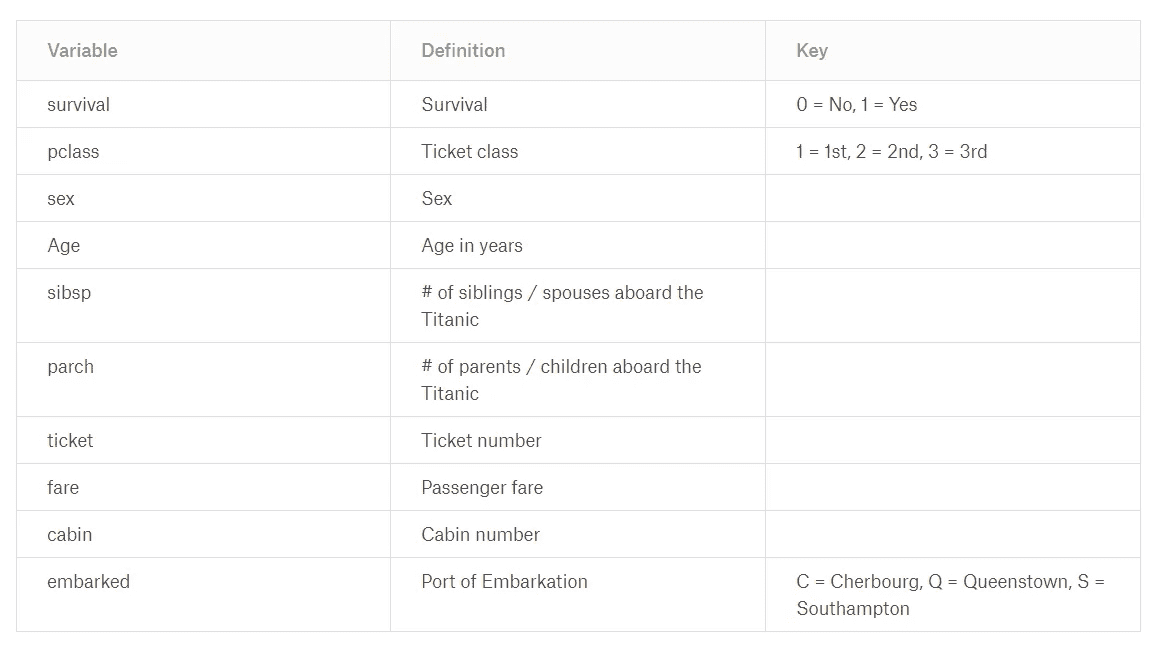 Variable Definition Key
survival Survival 0 = No, 1 = Yes
pclass Ticket class 1 = 1st, 2 = 2nd, 3 = 3rd
sex Sex
Age Age in years
sibsp # of siblings / spouses aboard the
Titanic
parch # of parents / children aboard the
Titanic
ticket Ticket number
fare Passenger fare
cabin Cabin number
embarked Port of Embarkation C = Cherbourg, Q = Queenstown, S =
Southampton